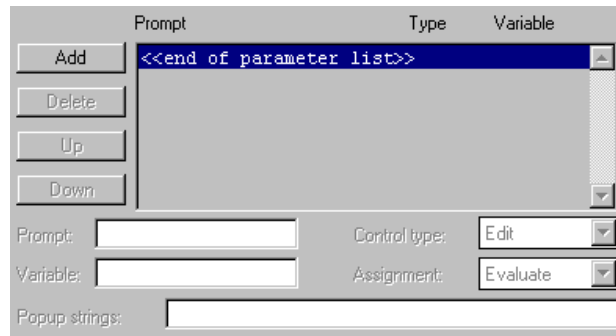 Prompt Type Variable
Add
<<end of parameter list>>
Delete
Up
Down
Prompt: Control type: Edit
Variable: Assignment: Evaluate
Popup strings: